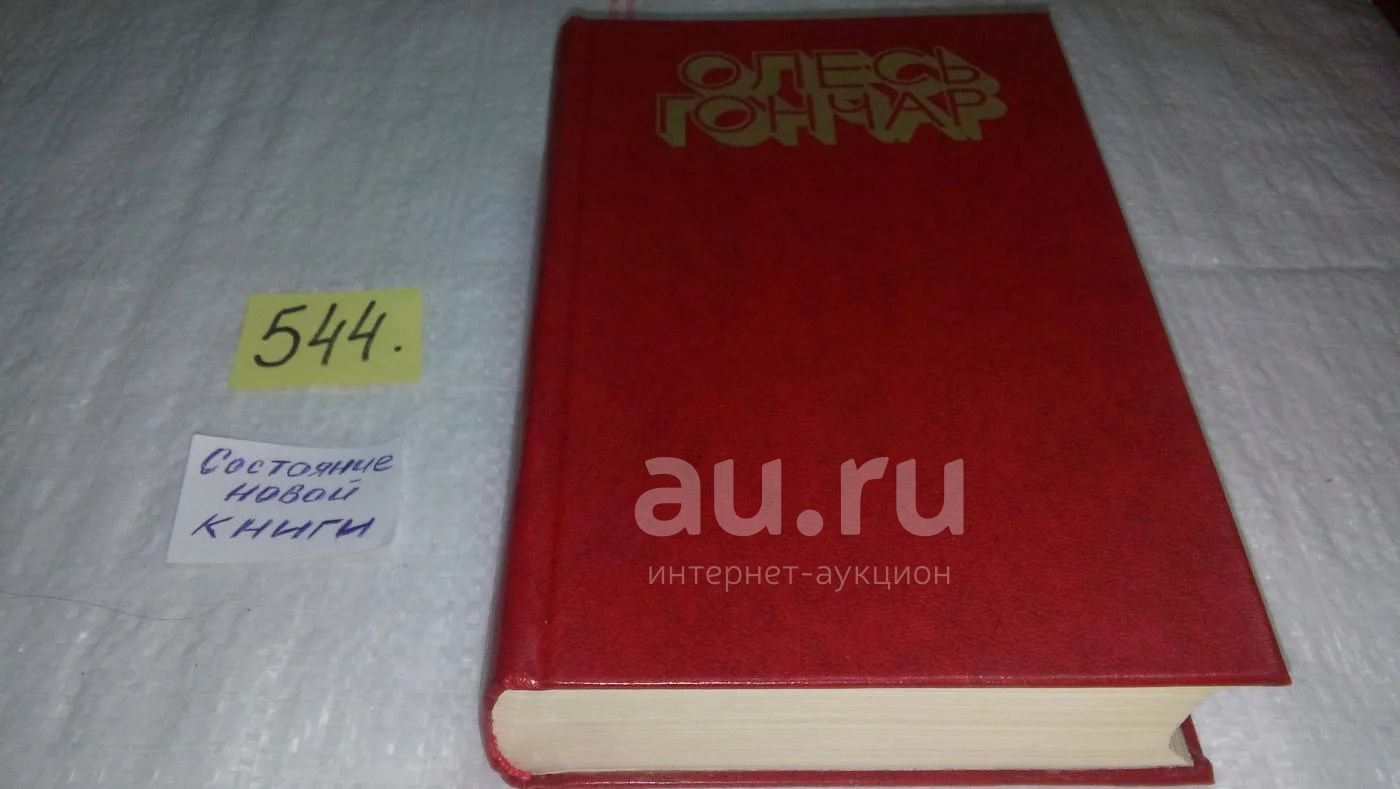 ОЛЕСЬ
ГОНЧАР
544.
Состояние
новой
книги
au.ru
интернет-аукцион